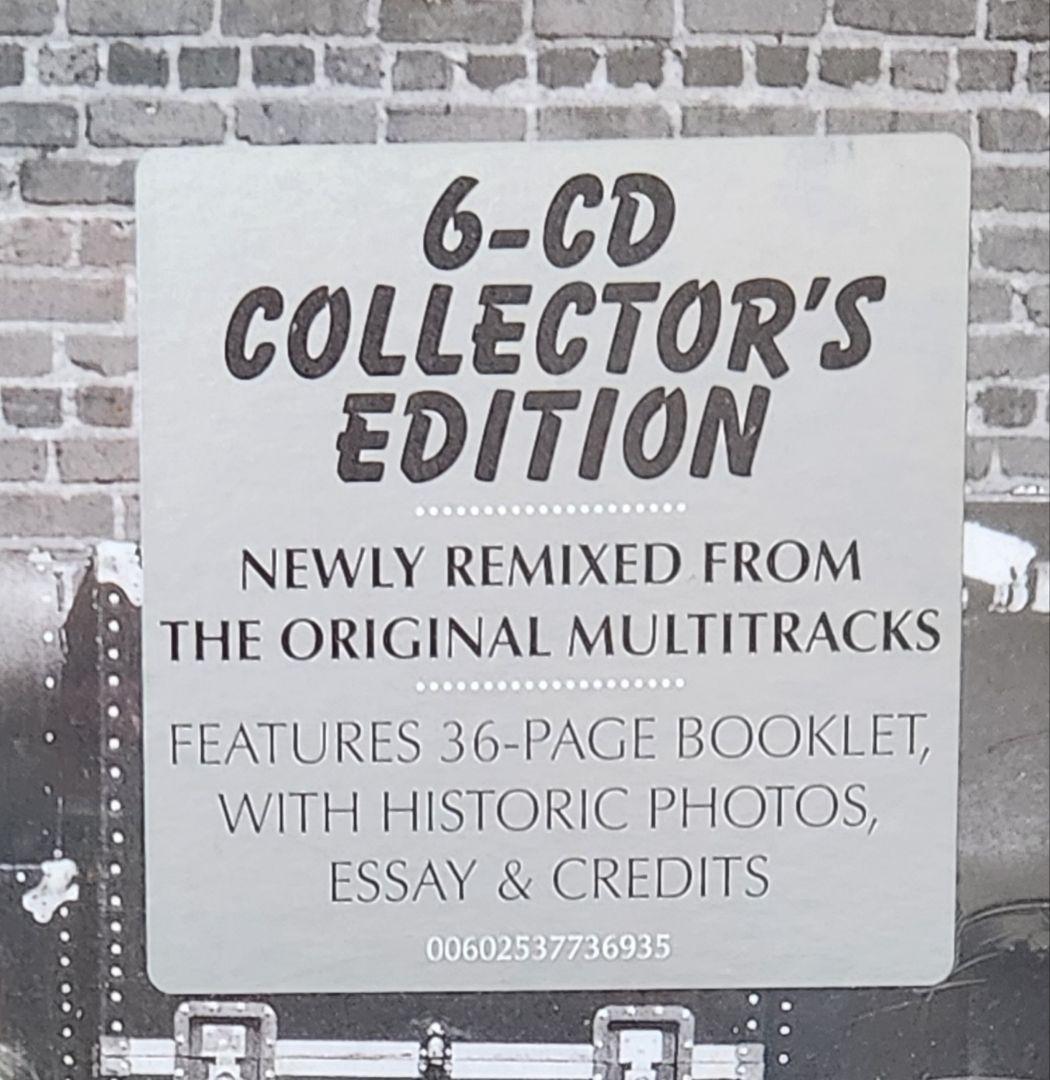 6-CD
COLLECTOR'S
EDITION
NEWLY REMIXED FROM
THE ORIGINAL MULTITRACKS
FEATURES 36-PAGE BOOKLET,
WITH HISTORIC PHOTOS,
ESSAY & CREDITS
00602537736935